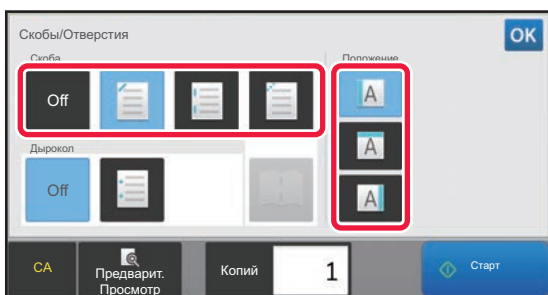 Скобы/Отверстия
OK
Скоба
Положение
Off
A
A
A
Дырокол
Off
CA
Предварит.
Просмотр
Копий
1
Старт